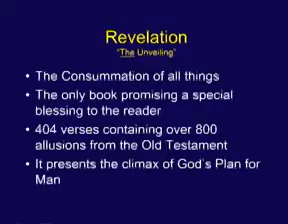 Revelation
"The Unveiling"
• The Consummation of all things
• The only book promising a special
blessing to the reader
• 404 verses containing over 800
allusions from the Old Testament
• It presents the climax of God's Plan for
Man